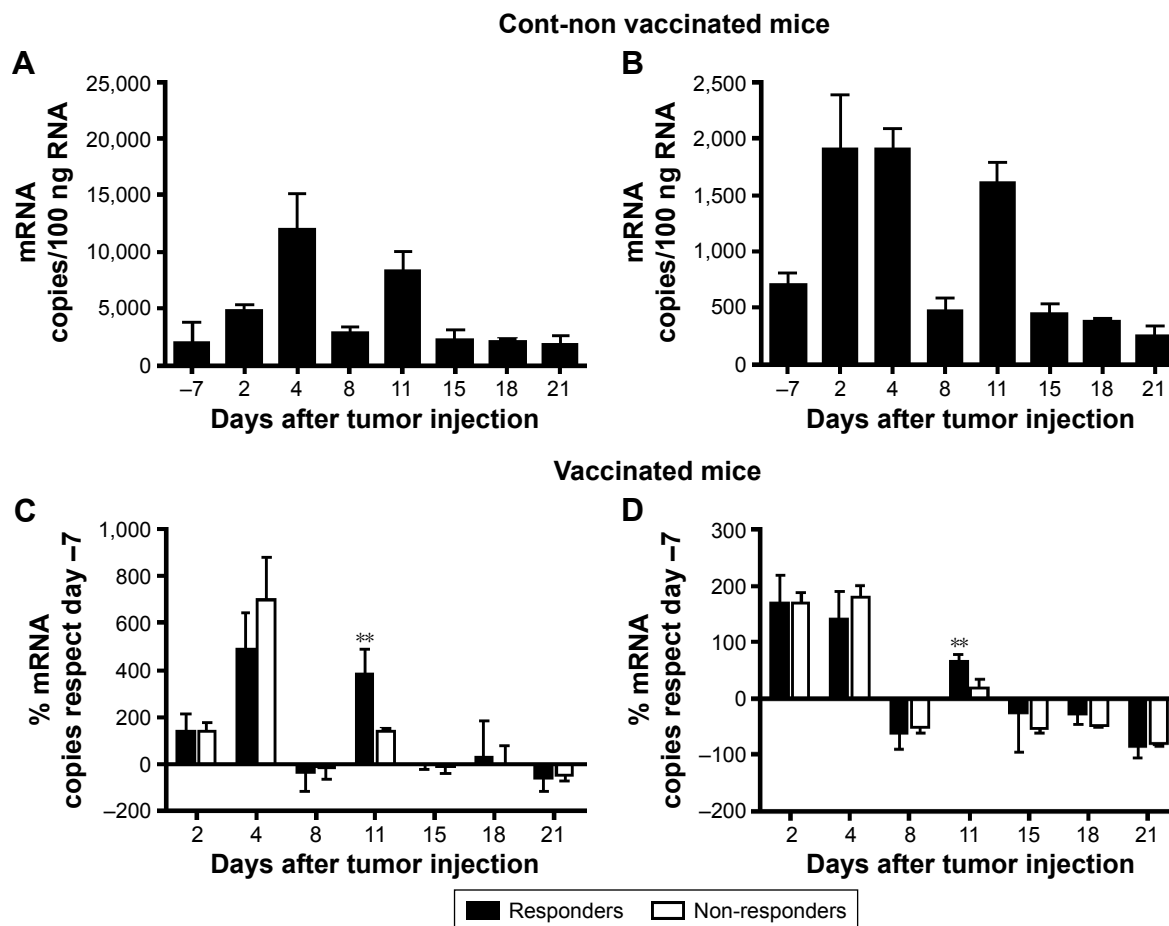 Cont-non vaccinated mice
A
mRNA
copies/100 ng RNA
25,000
20,000
15,000
10,000
5,000
0
–7 2 4 8 11 15 18 21
Days after tumor injection
B
mRNA
copies/100 ng RNA
2,500
2,000
1,500
1,000
500
0
–7 2 4 8 11 15 18 21
Days after tumor injection
Vaccinated mice
C
% mRNA
copies respect day –7
1,000
800
600
400
200
0
–200
**
2 4 8 11 15 18 21
Days after tumor injection
D
% mRNA
copies respect day –7
300
200
100
0
–100
–200
**
2 4 8 11 15 18 21
Days after tumor injection
Responders Non-responders